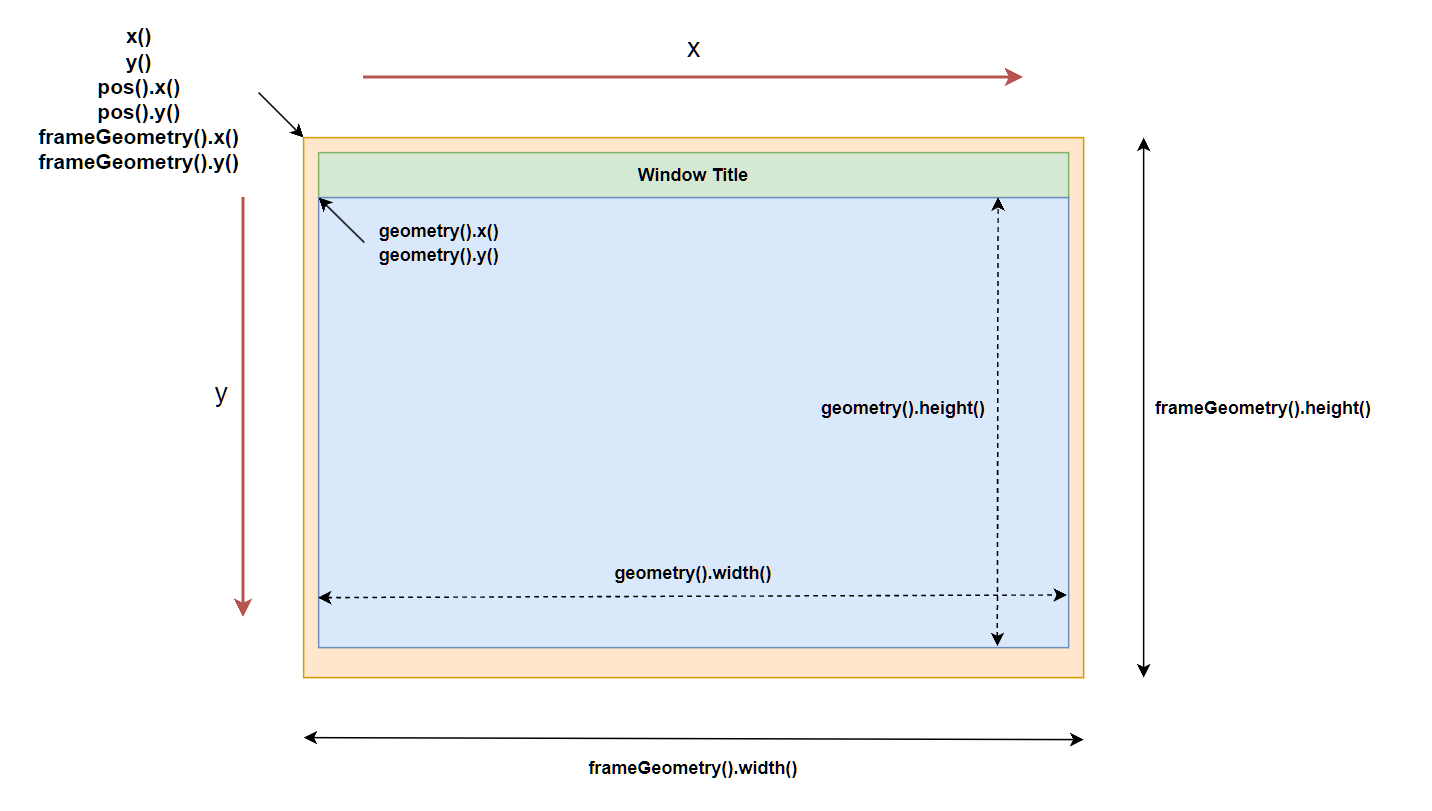 x()
y()
pos().x()
pos().y()
frameGeometry().x()
frameGeometry().y()
x
Window Title
geometry().x()
geometry().y()
y
geometry().height()
frameGeometry().height()
geometry().width()
frameGeometry().width()